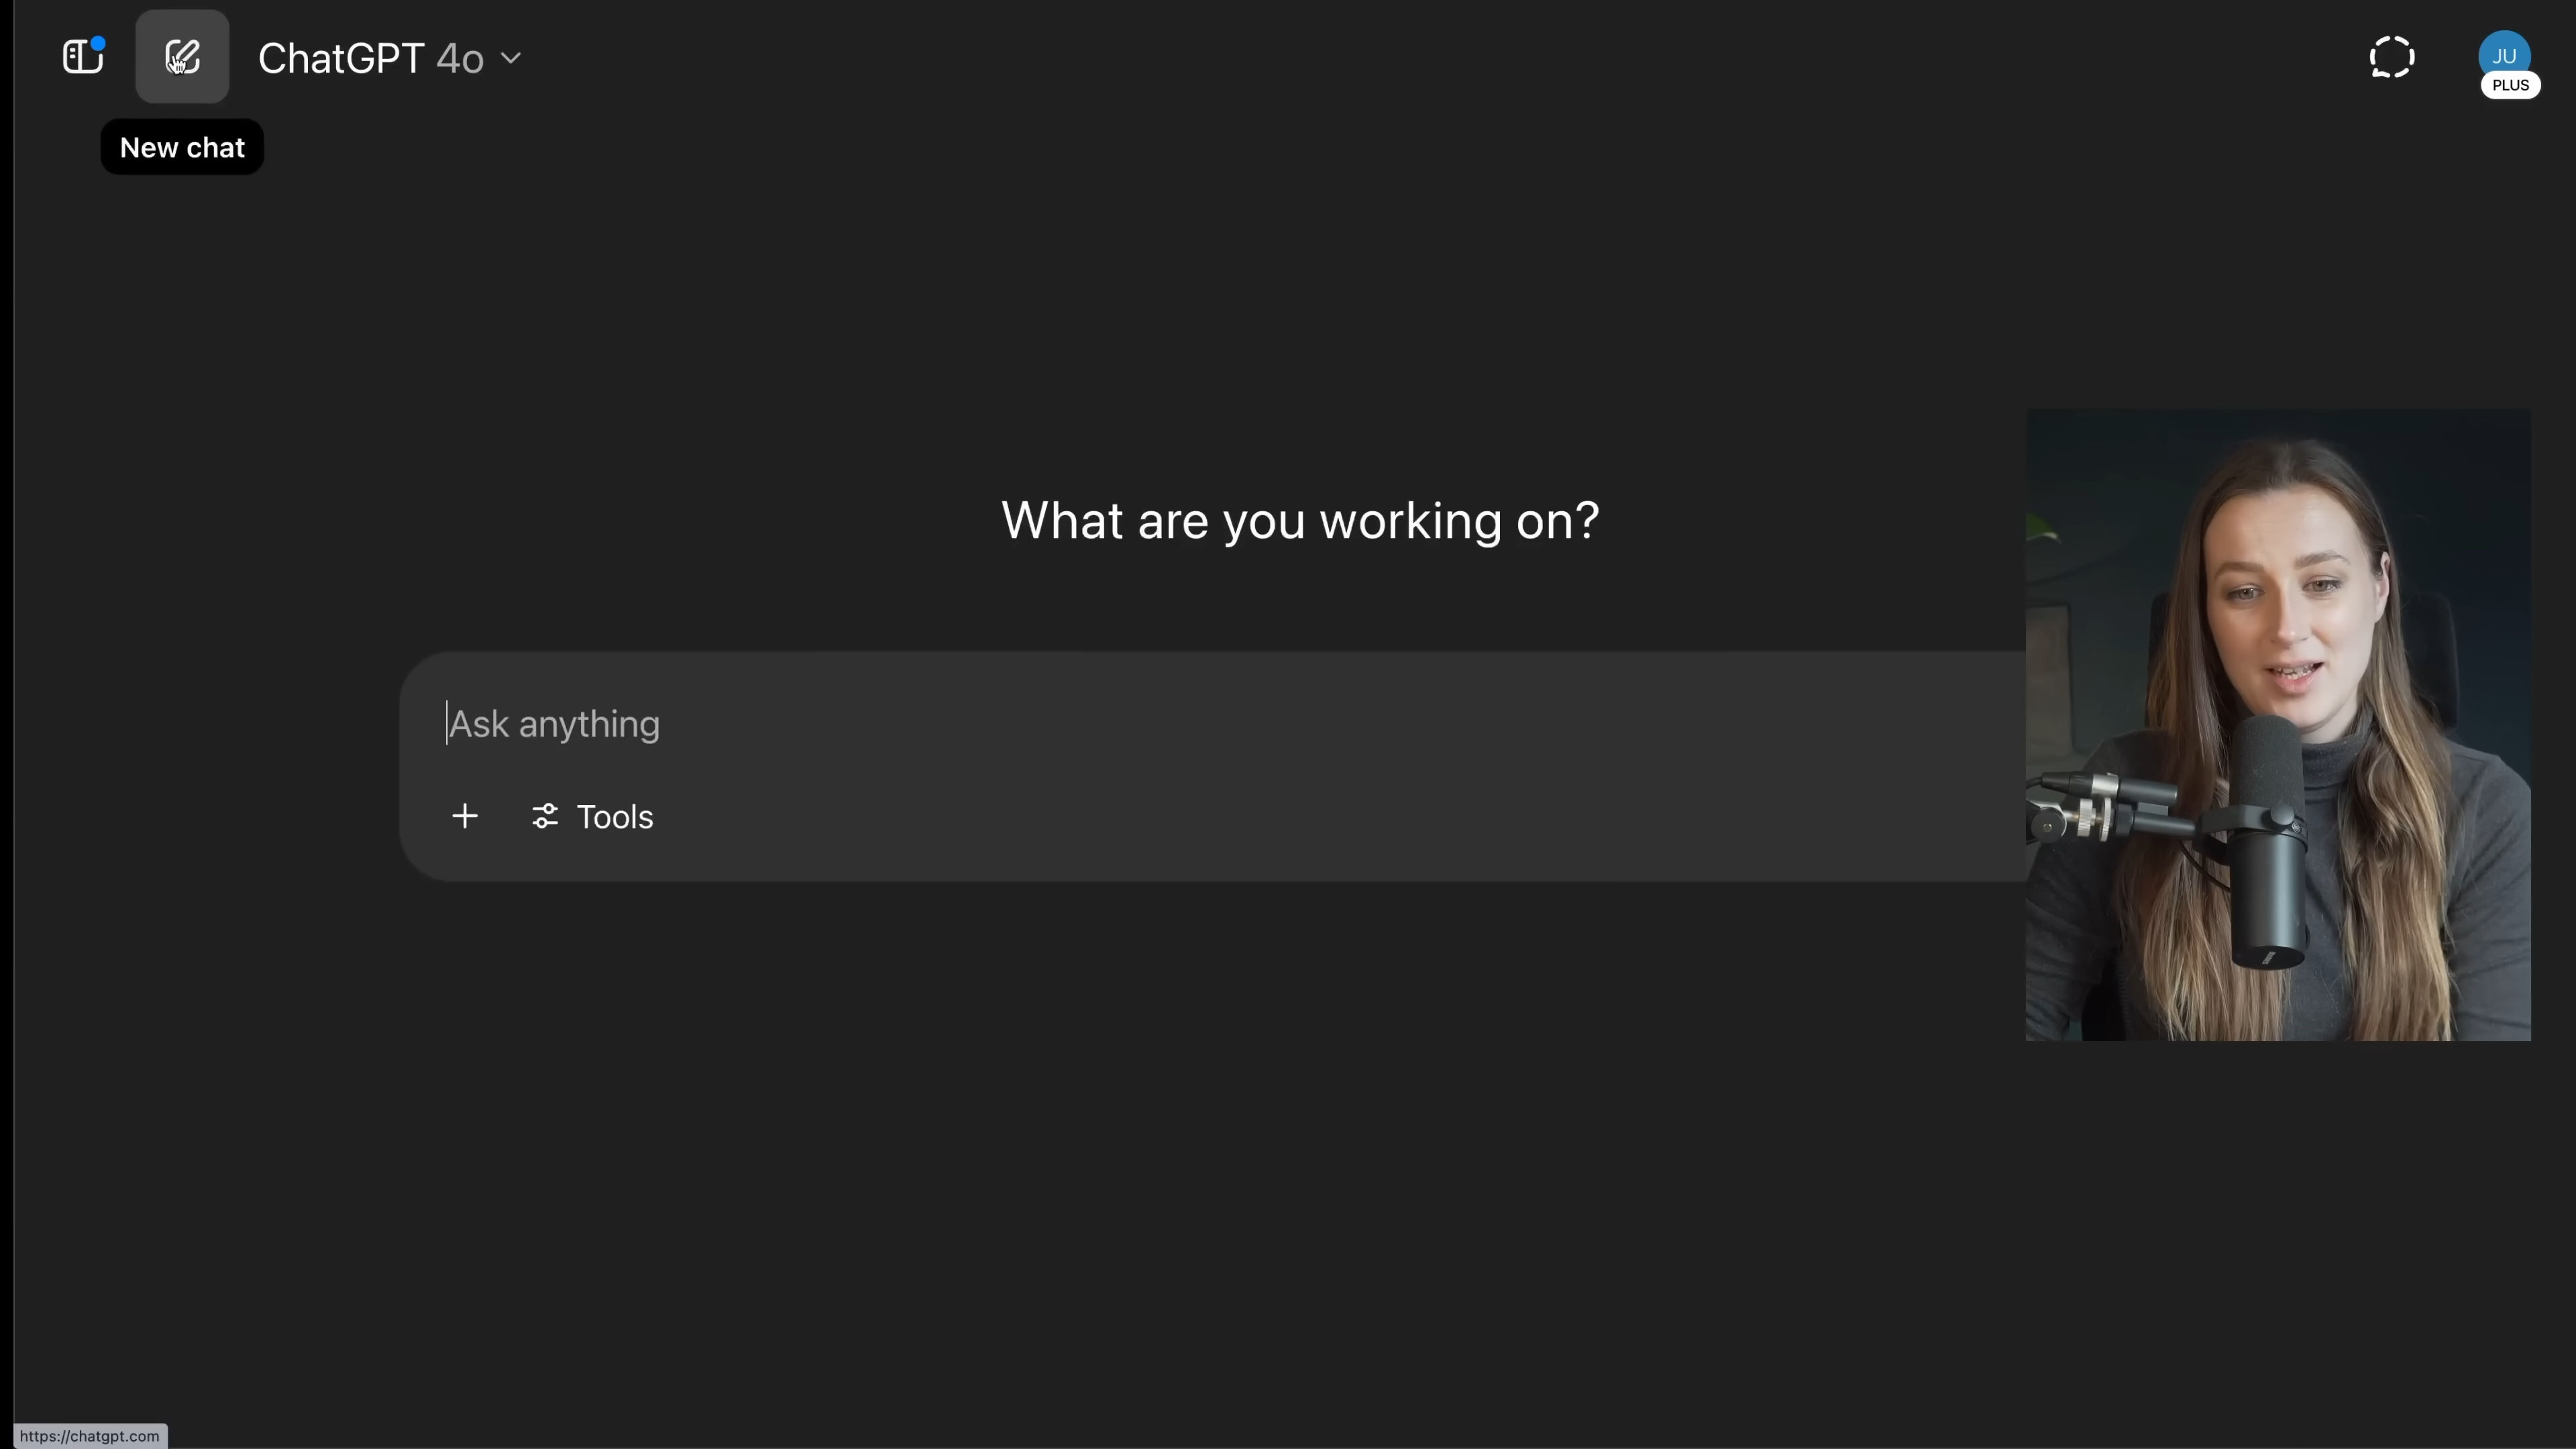 ChatGPT 4o
JU
PLUS
New chat
What are you working on?
Ask anything
Tools
https://chatgpt.com